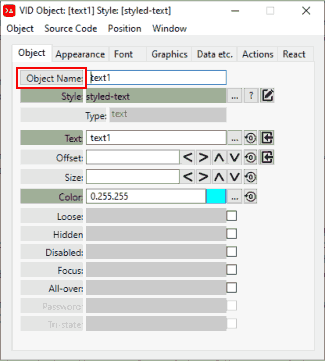 VID Object: [text1] Style: [styled-text]
Object Source Code Position Window
Object Appearance Font Graphics Data etc. Actions React
Object Name: text1
Style: styled-text ... ?
Type: text
Text: text1 ...
Offset: < > ∧ ∨
Size: < > ∧ ∨
Color: 0.255.255 ...
Loose:
Hidden
Disabled:
Focus:
All-over:
Password:
Tri-state: